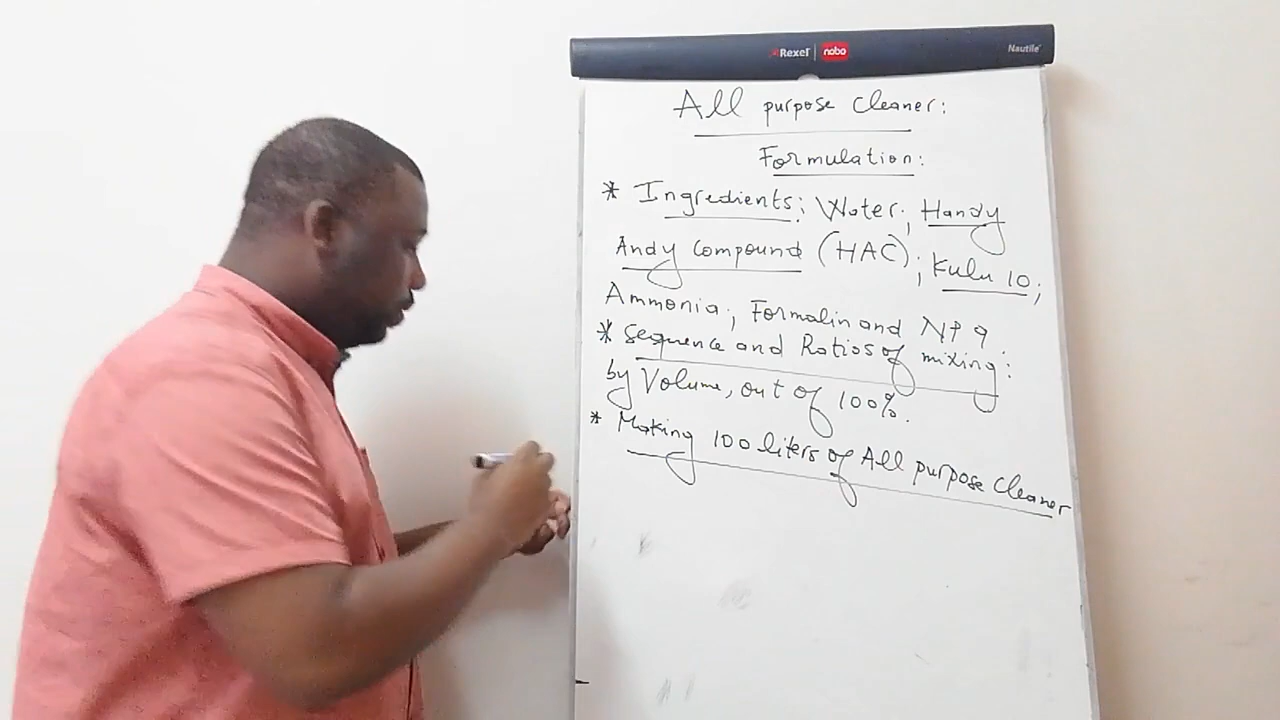 Rexel nobo Nautile
All purpose cleaner:
Formulation:
* Ingredients: Water; Handy
Andy compound (HAC); Kulu 10;
Ammonia; Formalin and NP 9
* Sequence and Ratios of mixing:
by Volume, out of 100%.
* Making 100 liters of All purpose cleaner